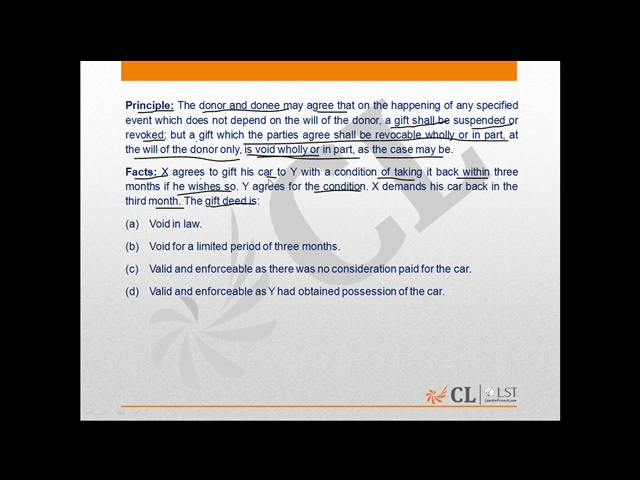 Principle: The donor and donee may agree that on the happening of any specified
event which does not depend on the will of the donor, a gift shall be suspended or
revoked; but a gift which the parties agree shall be revocable wholly or in part, at
the will of the donor only, is void wholly or in part, as the case may be.
Facts: X agrees to gift his car to Y with a condition of taking it back within three
months if he wishes so. Y agrees for the condition. X demands his car back in the
third month. The gift deed is:
(a) Void in law.
(b) Void for a limited period of three months.
(c) Valid and enforceable as there was no consideration paid for the car.
(d) Valid and enforceable as Y had obtained possession of the car.
CL
CL LST